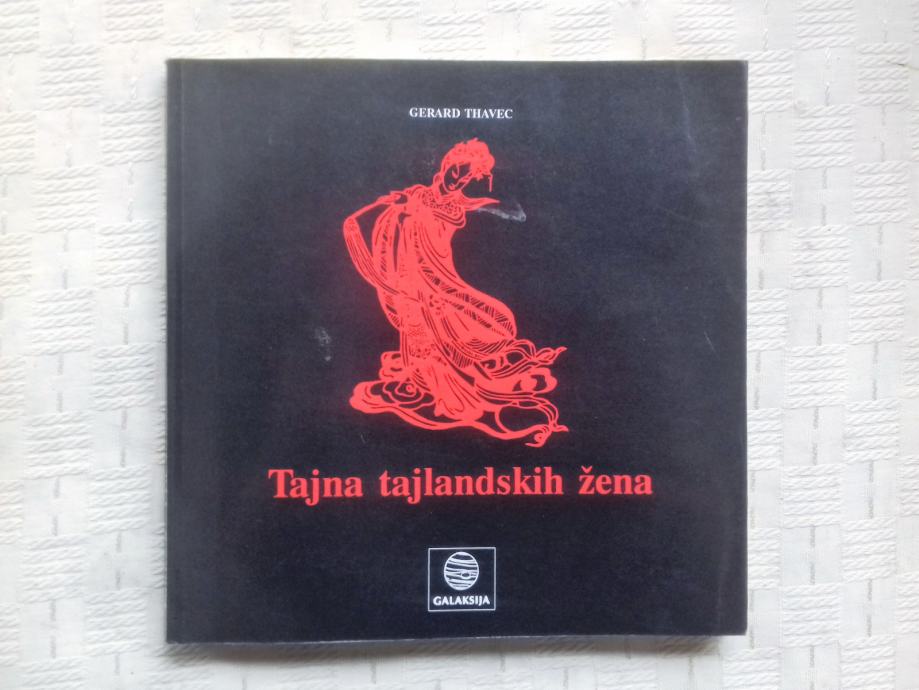 GERARD THAVEC
Tajna tajlandskih žena
GALAKSIJA